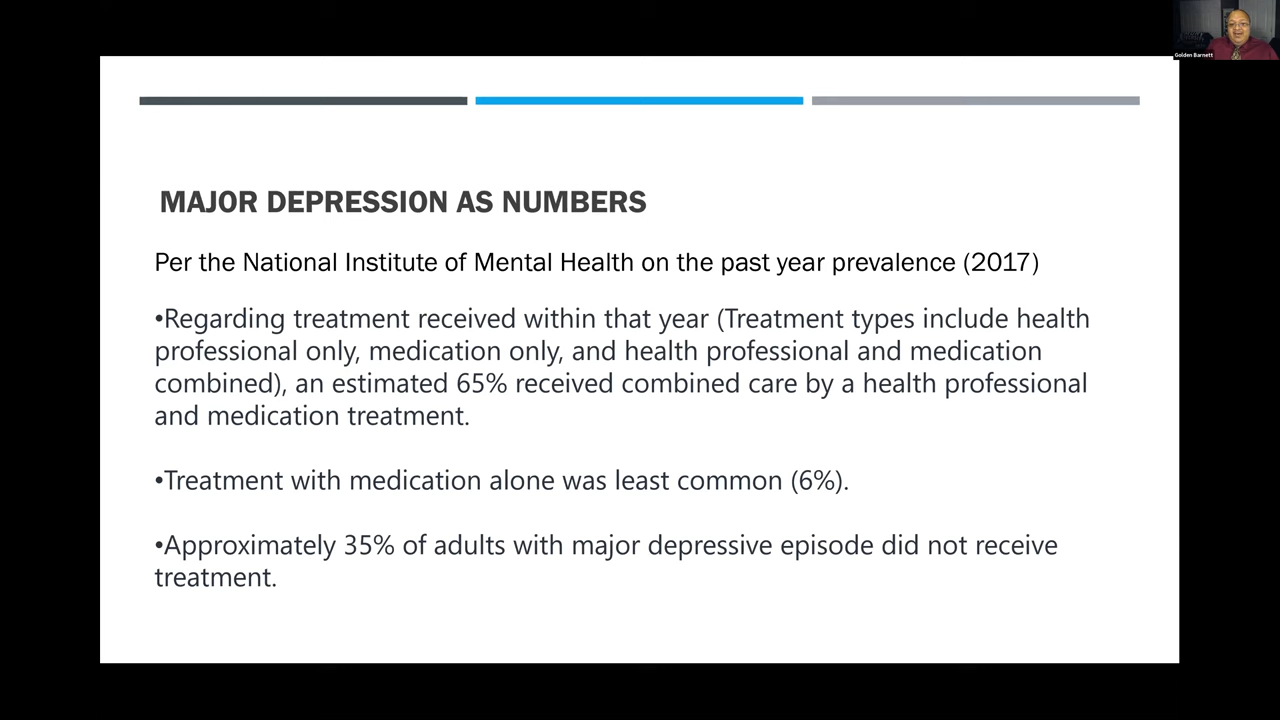 Golden Barnett
MAJOR DEPRESSION AS NUMBERS
Per the National Institute of Mental Health on the past year prevalence (2017)
•Regarding treatment received within that year (Treatment types include health
professional only, medication only, and health professional and medication
combined), an estimated 65% received combined care by a health professional
and medication treatment.
•Treatment with medication alone was least common (6%).
•Approximately 35% of adults with major depressive episode did not receive
treatment.